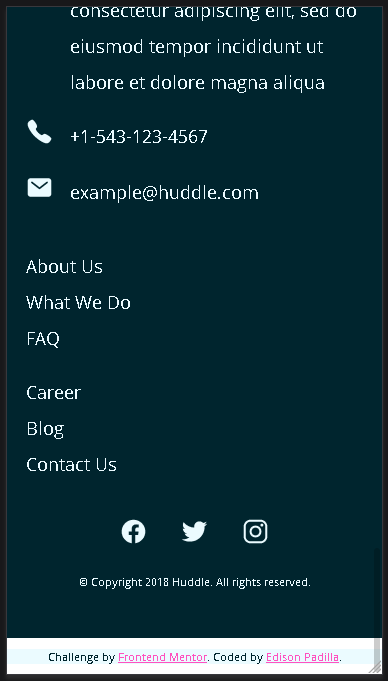 consectetur adipiscing elit, sed do
eiusmod tempor incididunt ut
labore et dolore magna aliqua
+1-543-123-4567
example@huddle.com
About Us
What We Do
FAQ
Career
Blog
Contact Us
© Copyright 2018 Huddle. All rights reserved.
Challenge by Frontend Mentor. Coded by Edison Padilla.